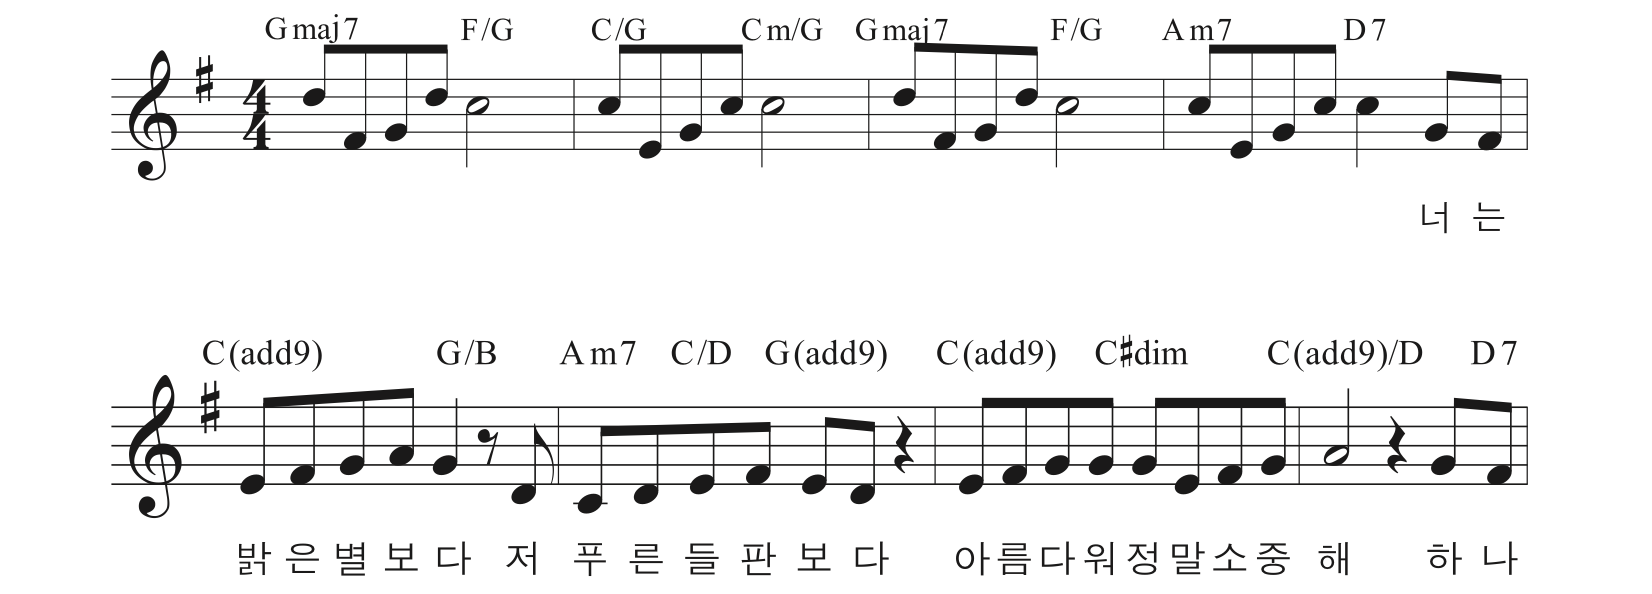 Gmaj7 F/G C/G Cm/G Gmaj7 F/G Am7 D7
4
4
너 는
C(add9) G/B Am7 C/D G(add9) C(add9) C♯dim C(add9)/D D7
밝 은 별 보 다 저 푸 른 들 판 보 다 아 름 다 워 정 말 소 중 해 하 나